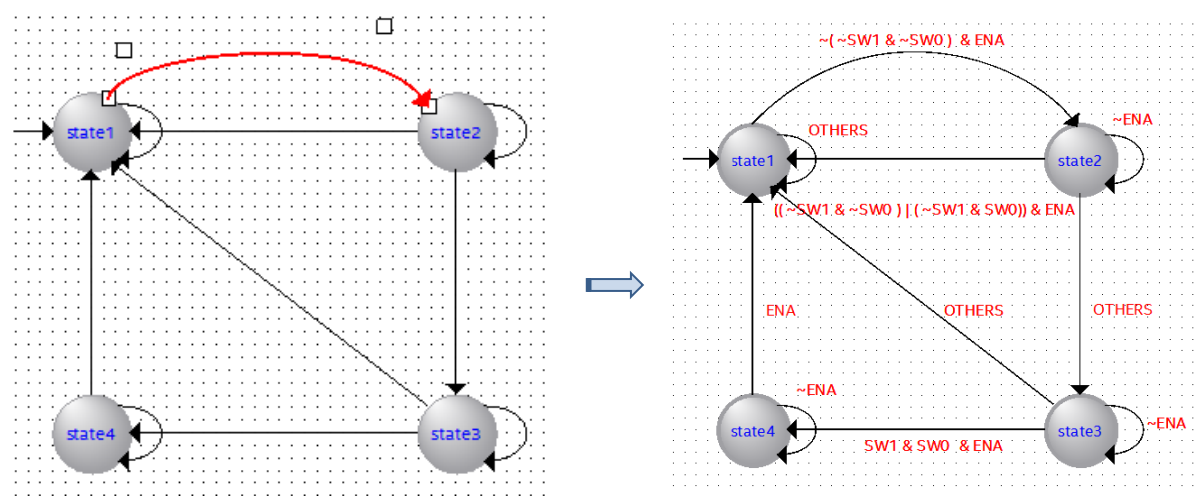 state1
state2
state4
state3
~( ~SW1 & ~SW0 ) & ENA
~ENA
OTHERS
state1
state2
(( ~SW1 & ~SW0 ) | ( ~SW1 & SW0)) & ENA
ENA
OTHERS
OTHERS
~ENA
~ENA
state4
state3
SW1 & SW0 & ENA